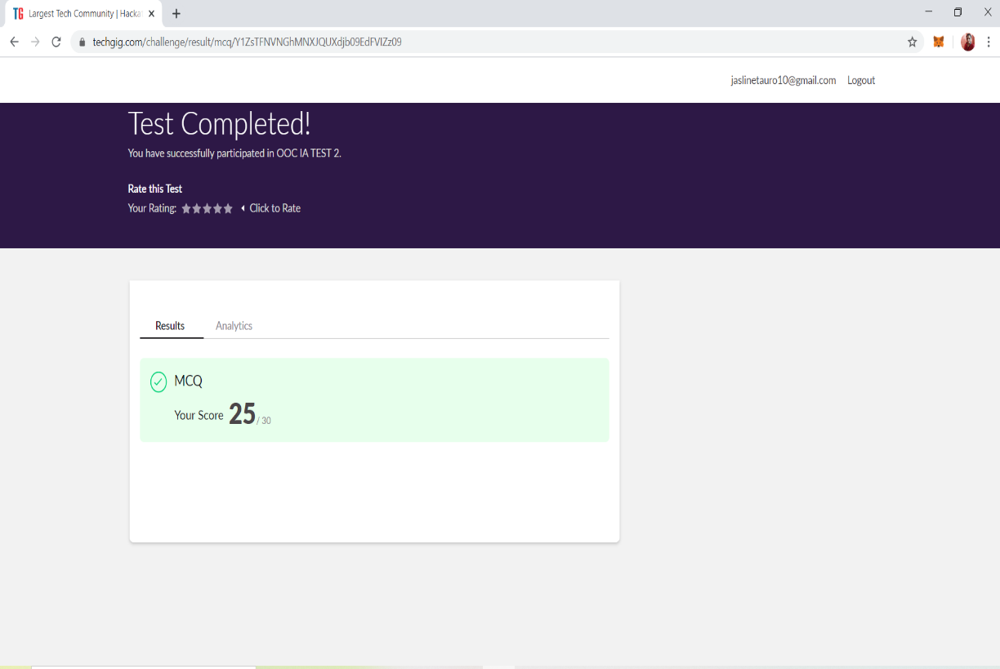 TG Largest Tech Community | Hacka
techgig.com/challenge/result/mcq/Y1ZsTFNVNGhMNXJQUXdjb09EdFVIZz09
jaslinetauro10@gmail.com Logout
Test Completed!
You have successfully participated in OOC IA TEST 2.
Rate this Test
Your Rating: Click to Rate
Results Analytics
MCQ
Your Score 25 / 30